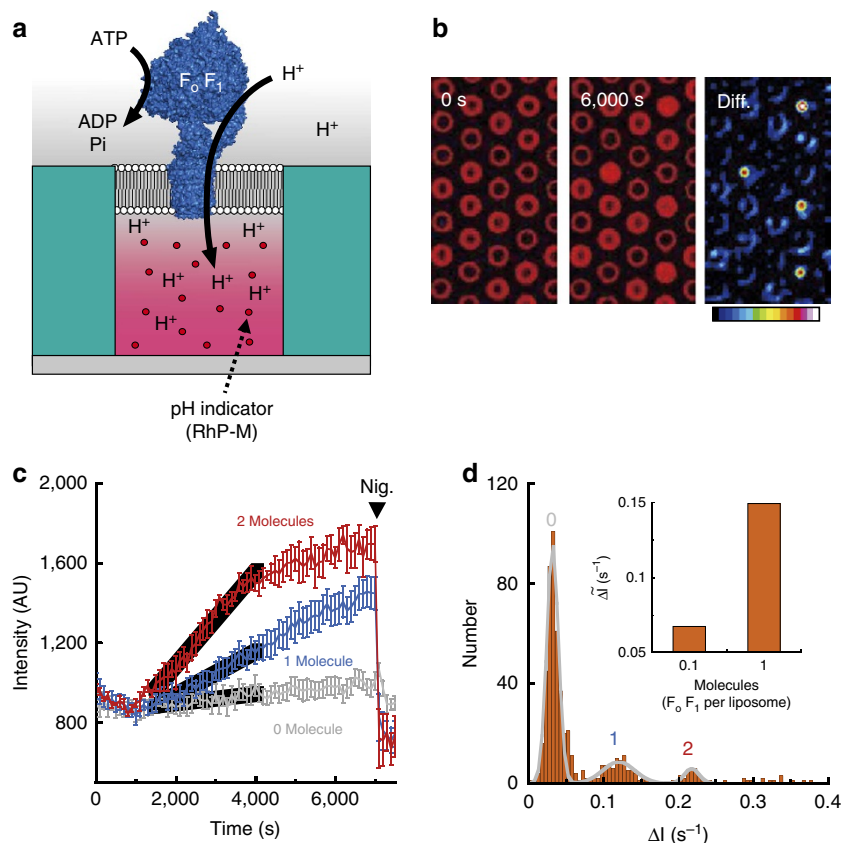 a
ATP
FₒF₁
H⁺
ADP
Pi
H⁺
H⁺
H⁺
H⁺
H⁺
H⁺
H⁺
pH indicator
(RhP-M)
b
0 s
6,000 s
Diff.
c
2,000
1,600
1,200
800
Intensity (AU)
Nig.
2 Molecules
1 Molecule
0 Molecule
0
2,000
4,000
6,000
Time (s)
d
120
80
40
0
Number
0
1
2
0.15
0.1
0.05
ΔĨ (s⁻¹)
0.1
1
Molecules
(FₒF₁ per liposome)
0
0.1
0.2
0.3
0.4
ΔI (s⁻¹)